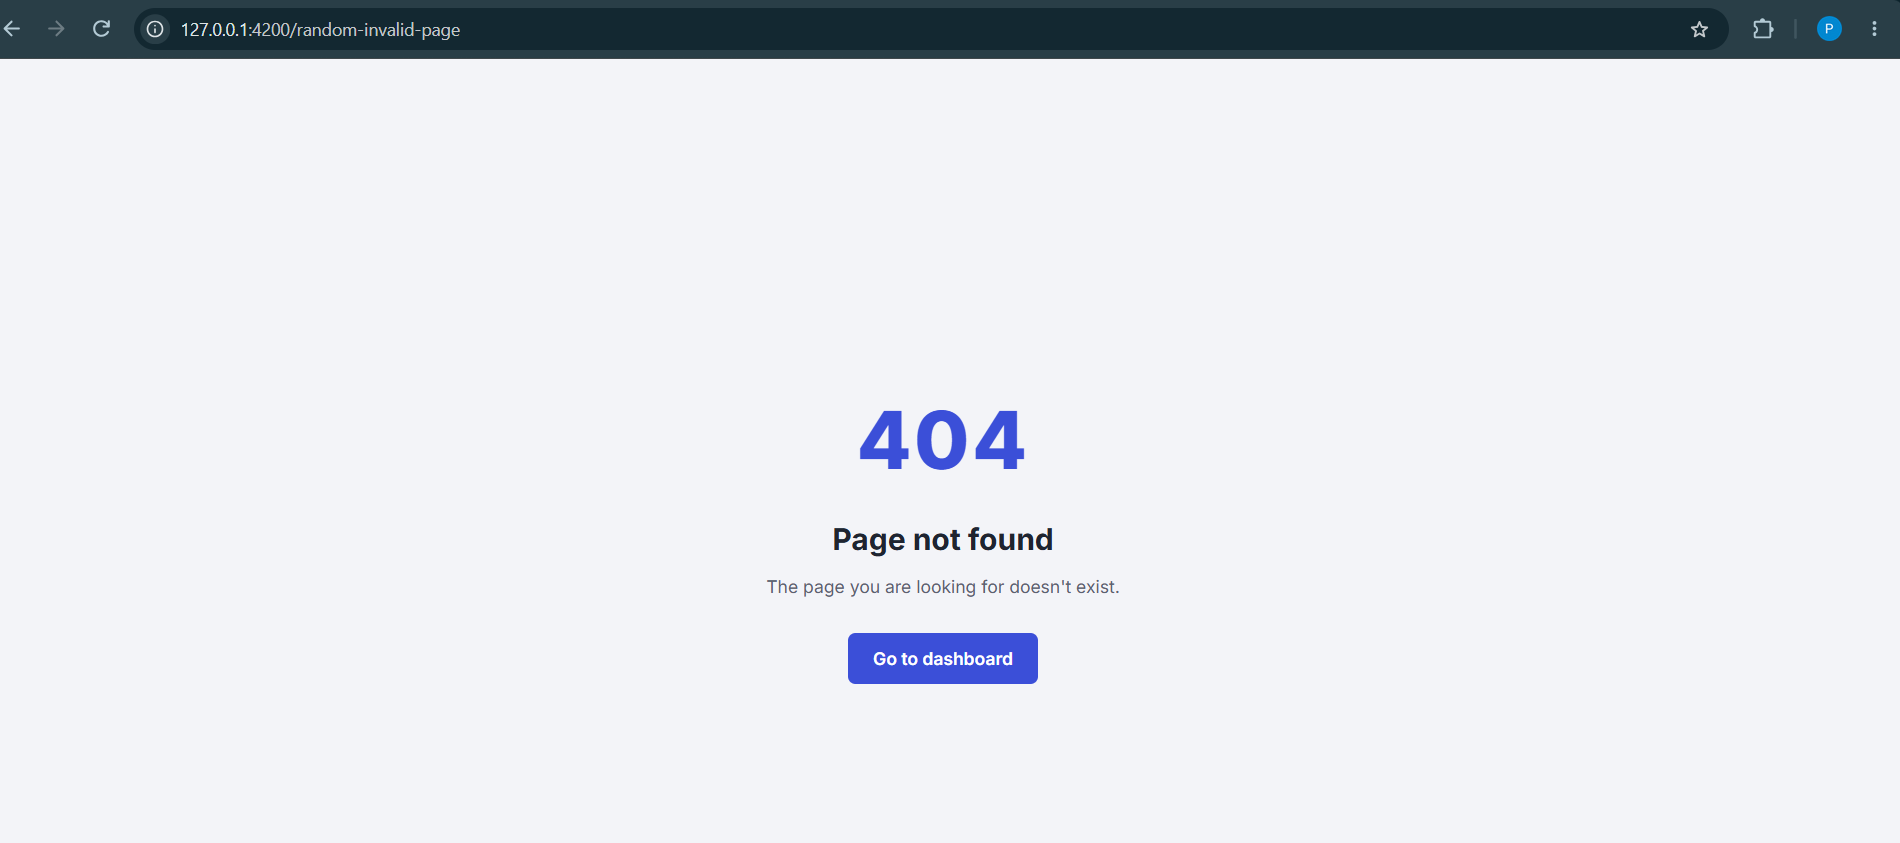 127.0.0.1:4200/random-invalid-page
P
404
Page not found
The page you are looking for doesn't exist.
Go to dashboard